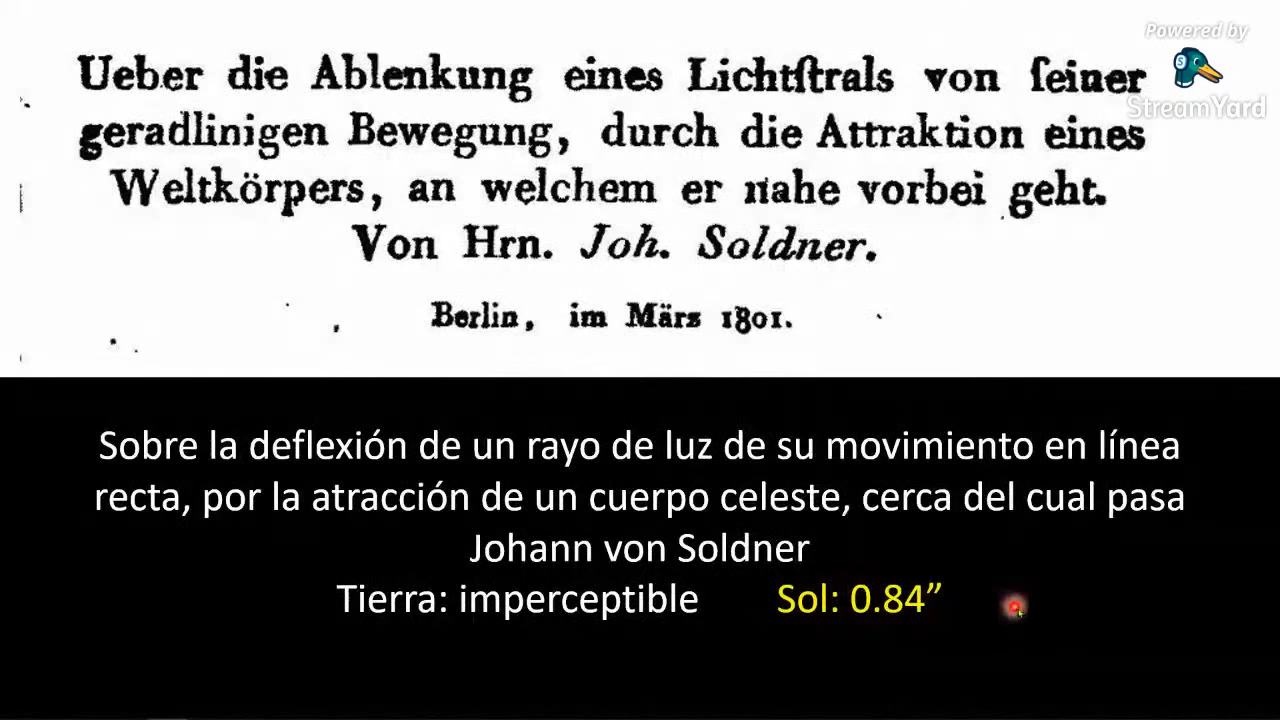 Powered by
StreamYard
Ueber die Ablenkung eines Lichtſtrals von ſeiner
geradlinigen Bewegung, durch die Attraktion eines
Weltkörpers, an welchem er nahe vorbei geht.
Von Hrn. Joh. Soldner.
Berlin, im März 1801.
Sobre la deflexión de un rayo de luz de su movimiento en línea
recta, por la atracción de un cuerpo celeste, cerca del cual pasa
Johann von Soldner
Tierra: imperceptible Sol: 0.84”